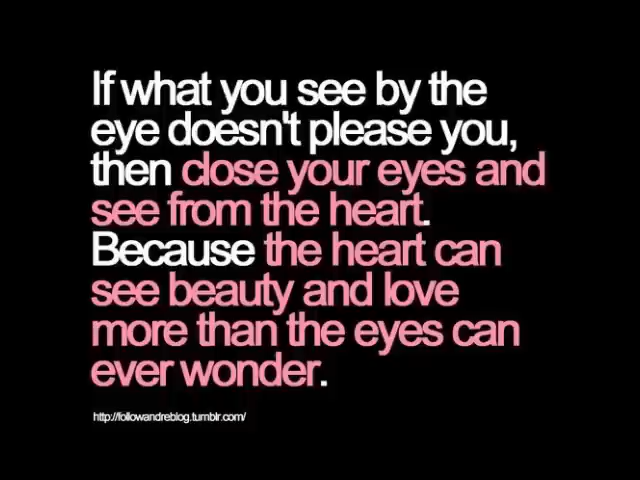 If what you see by the
eye doesn't please you,
then close your eyes and
see from the heart.
Because the heart can
see beauty and love
more than the eyes can
ever wonder.
http://followandreblog.tumblr.com/